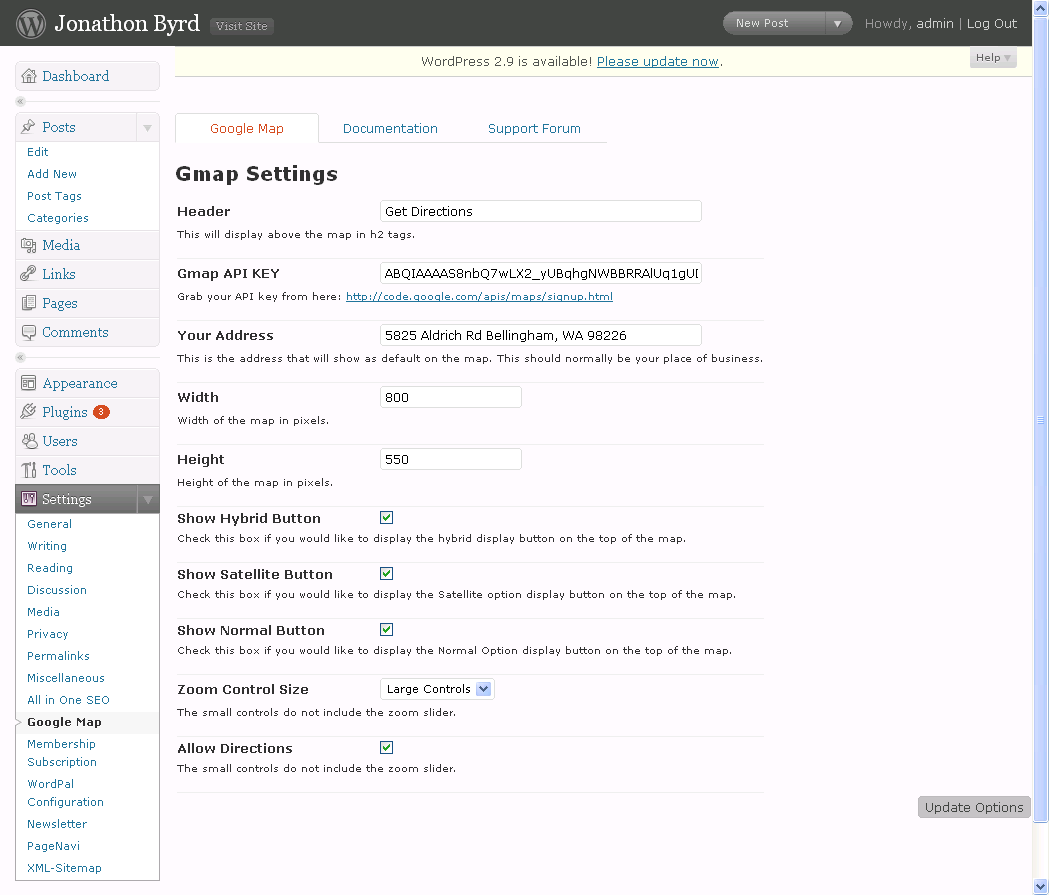 Jonathon Byrd Visit Site New Post Howdy, admin | Log Out
WordPress 2.9 is available! Please update now.
Help
Dashboard
Posts
Edit
Add New
Post Tags
Categories
Media
Links
Pages
Comments
Appearance
Plugins 3
Users
Tools
Settings
General
Writing
Reading
Discussion
Media
Privacy
Permalinks
Miscellaneous
All in One SEO
Google Map
Membership
Subscription
WordPal
Configuration
Newsletter
PageNavi
XML-Sitemap
Google Map Documentation Support Forum
Gmap Settings
Header Get Directions
This will display above the map in h2 tags.
Gmap API KEY ABQIAAAAS8nbQ7wLX2_yUBqhgNWBBRRAlUq1gU
Grab your API key from here: http://code.google.com/apis/maps/signup.html
Your Address 5825 Aldrich Rd Bellingham, WA 98226
This is the address that will show as default on the map. This should normally be your place of business.
Width 800
Width of the map in pixels.
Height 550
Height of the map in pixels.
Show Hybrid Button
Check this box if you would like to display the hybrid display button on the top of the map.
Show Satellite Button
Check this box if you would like to display the Satellite option display button on the top of the map.
Show Normal Button
Check this box if you would like to display the Normal Option display button on the top of the map.
Zoom Control Size Large Controls
The small controls do not include the zoom slider.
Allow Directions
The small controls do not include the zoom slider.
Update Options